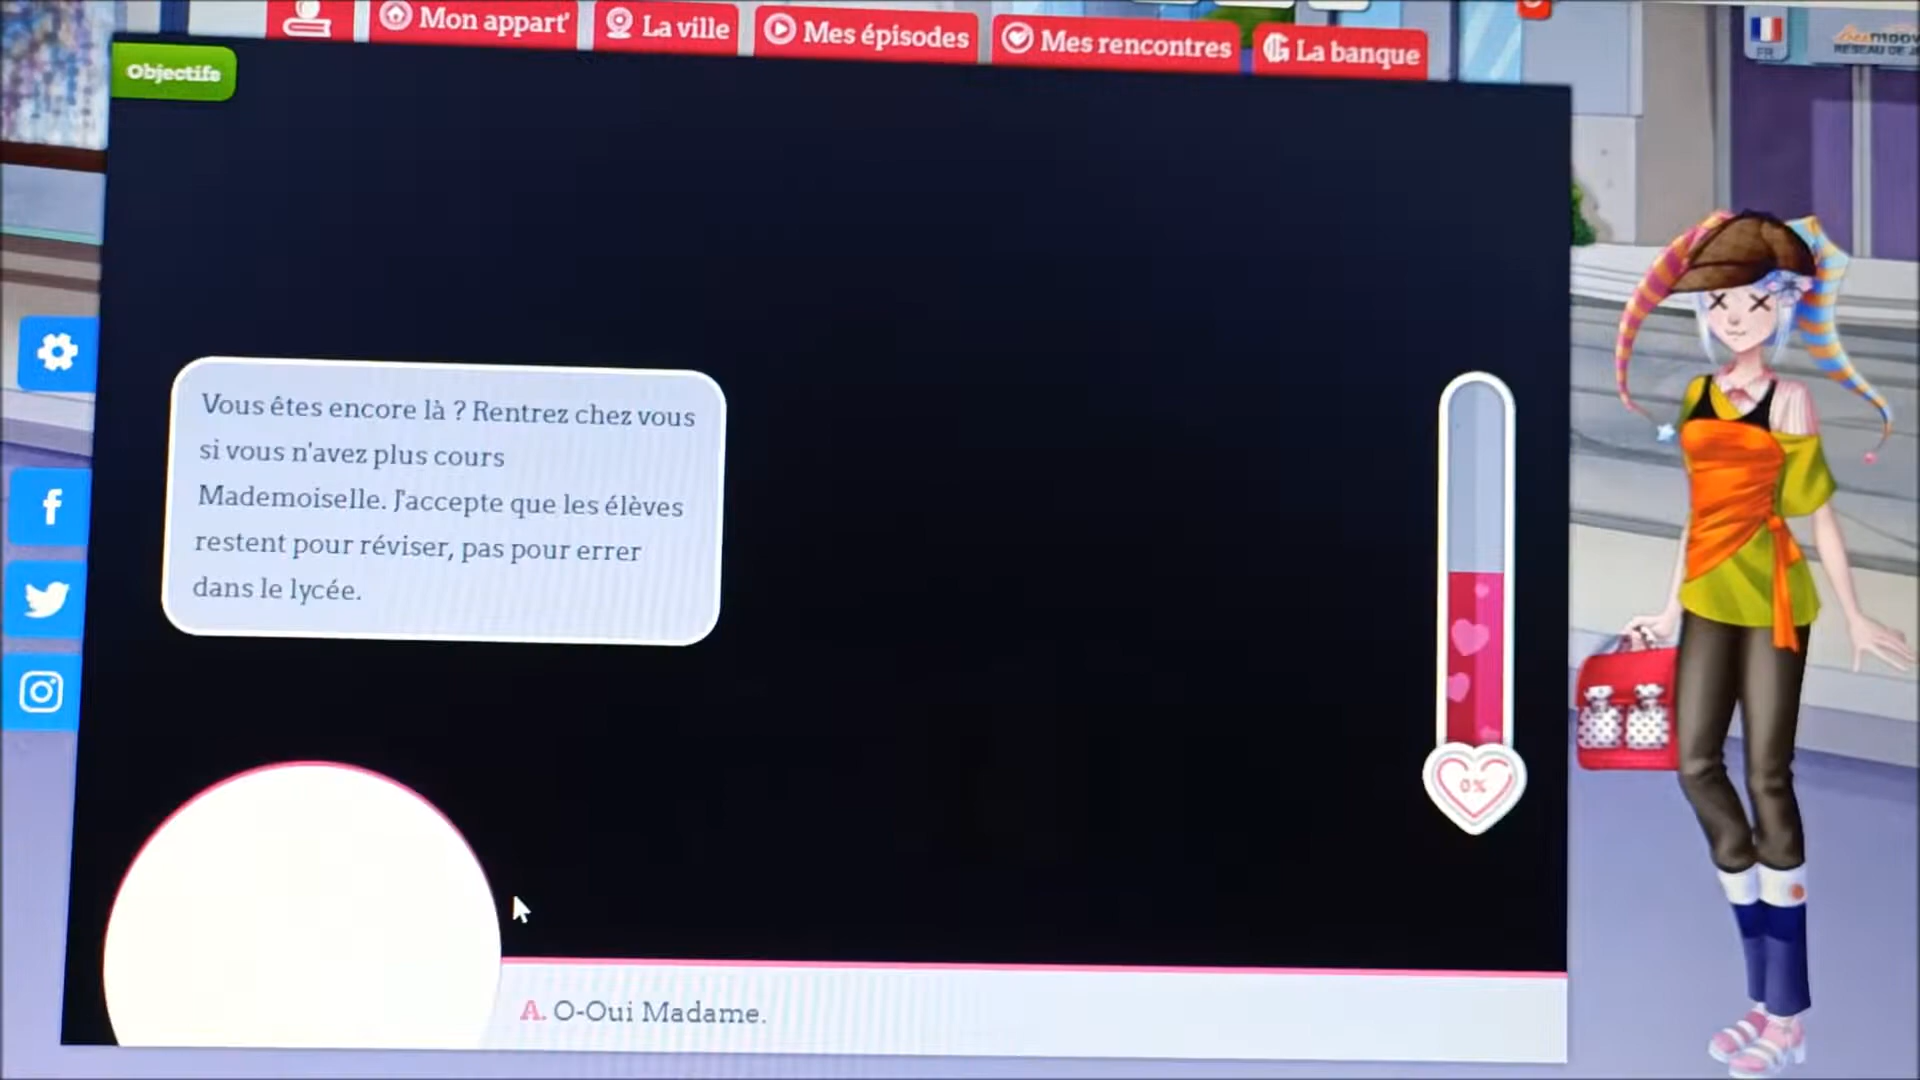 Mon appart'
La ville
Mes épisodes
Mes rencontres
La banque
FR
Objectifs
Vous êtes encore là ? Rentrez chez vous
si vous n'avez plus cours
Mademoiselle. J'accepte que les élèves
restent pour réviser, pas pour errer
dans le lycée.
0%
A. O-Oui Madame.